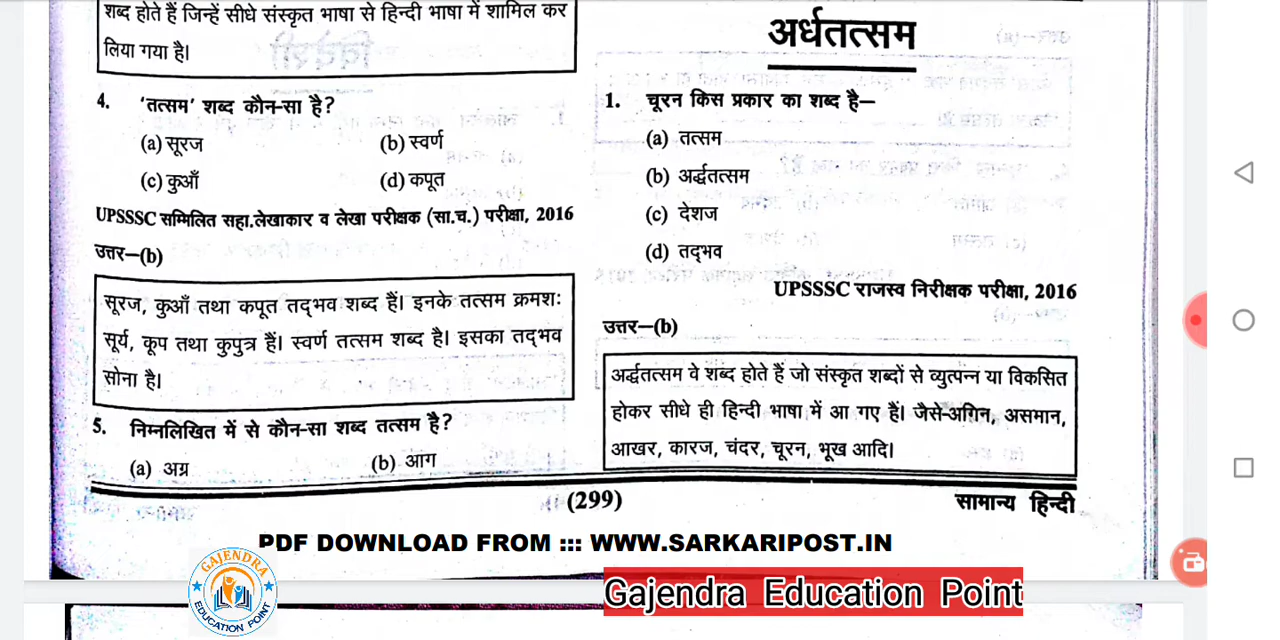 शब्द होते हैं जिन्हें सीधे संस्कृत भाषा से हिन्दी भाषा में शामिल कर
लिया गया है।
4. 'तत्सम' शब्द कौन-सा है?
(a) सूरज (b) स्वर्ण
(c) कुआँ (d) कपूत
UPSSSC सम्मिलित सहा.लेखाकार व लेखा परीक्षक (सा.च.) परीक्षा, 2016
उत्तर—(b)
सूरज, कुआँ तथा कपूत तद्भव शब्द हैं। इनके तत्सम क्रमशः
सूर्य, कूप तथा कुपुत्र हैं। स्वर्ण तत्सम शब्द है। इसका तद्भव
सोना है।
5. निम्नलिखित में से कौन-सा शब्द तत्सम है?
(a) अग्र (b) आग
अर्धतत्सम
1. चूरन किस प्रकार का शब्द है—
(a) तत्सम
(b) अर्द्धतत्सम
(c) देशज
(d) तद्भव
UPSSSC राजस्व निरीक्षक परीक्षा, 2016
उत्तर—(b)
अर्द्धतत्सम वे शब्द होते हैं जो संस्कृत शब्दों से व्युत्पन्न या विकसित
होकर सीधे ही हिन्दी भाषा में आ गए हैं। जैसे-अगिन, असमान,
आखर, कारज, चंदर, चूरन, भूख आदि।
(299)
सामान्य हिन्दी
PDF DOWNLOAD FROM ::: WWW.SARKARIPOST.IN
GAJENDRA
EDUCATION POINT
Gajendra Education Point